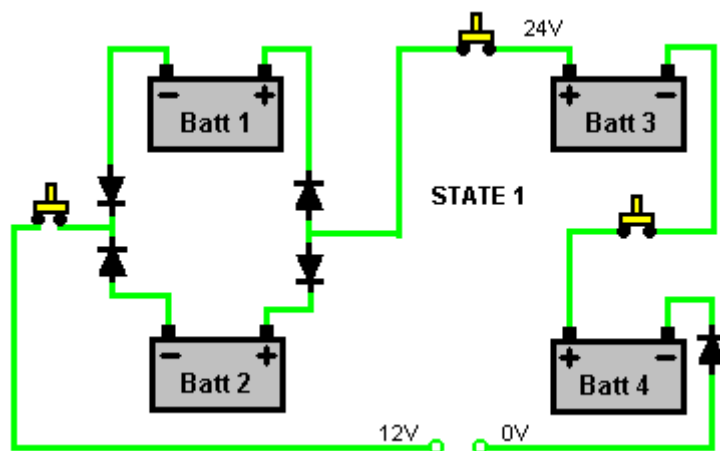 24V
- +
Batt 1
+ -
Batt 3
STATE 1
- +
Batt 2
+ -
Batt 4
12V
0V